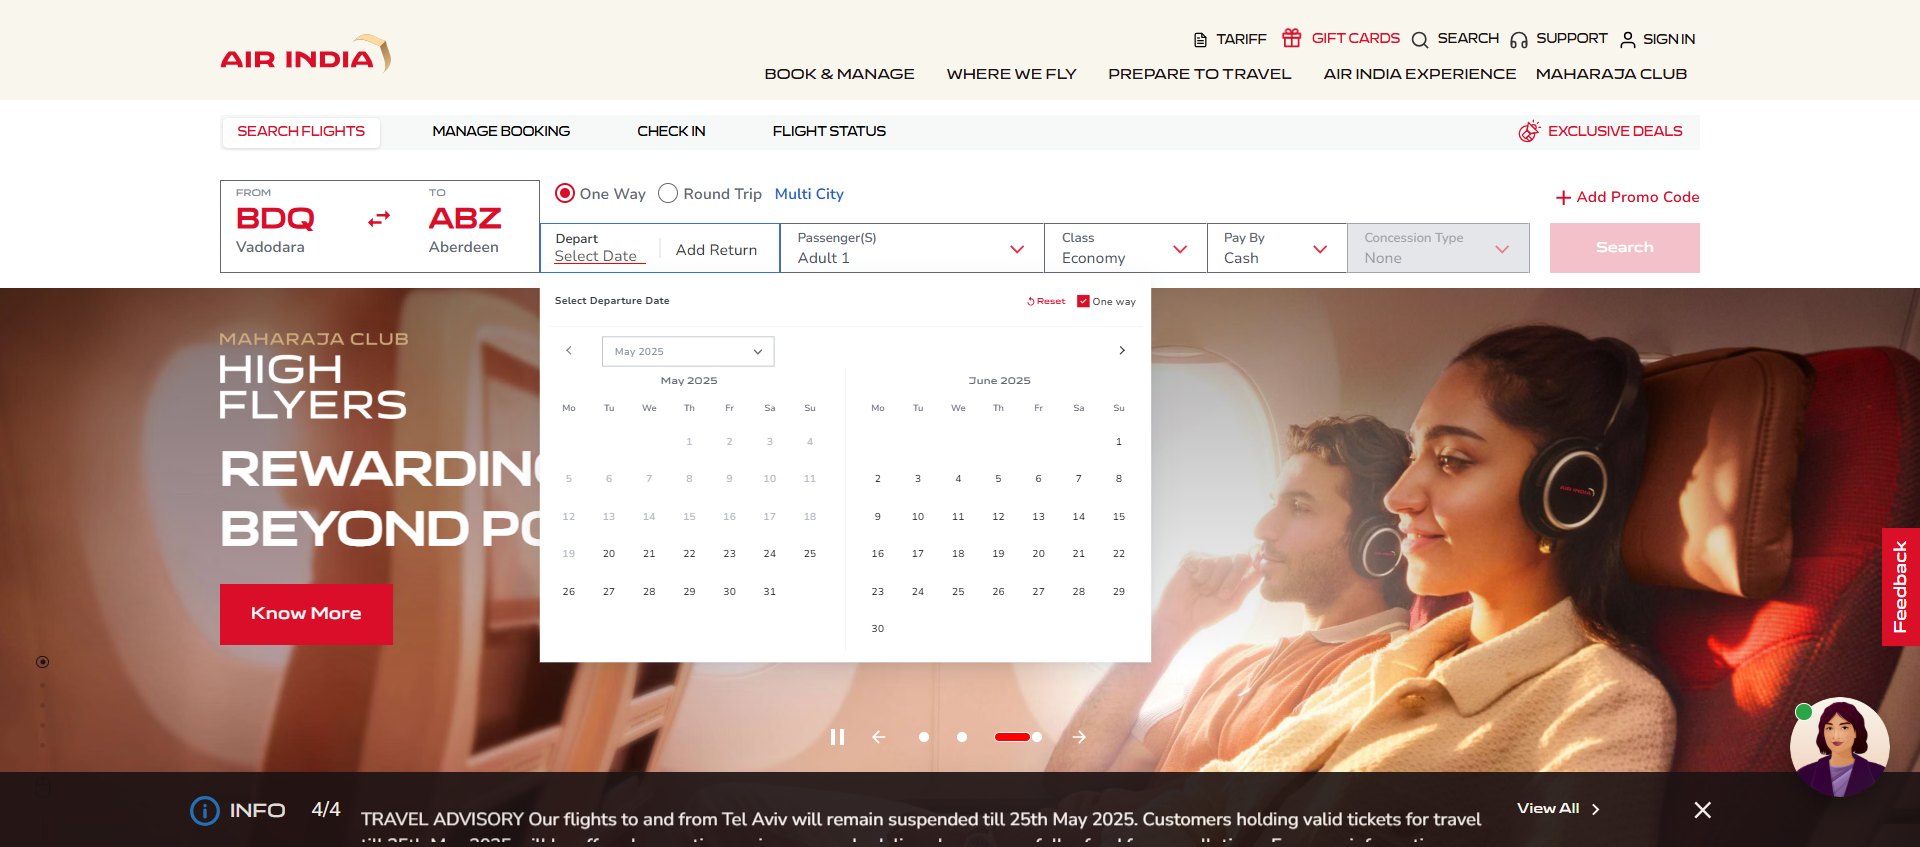 AIR INDIA
TARIFF GIFT CARDS SEARCH SUPPORT SIGN IN
BOOK & MANAGE WHERE WE FLY PREPARE TO TRAVEL AIR INDIA EXPERIENCE MAHARAJA CLUB
SEARCH FLIGHTS MANAGE BOOKING CHECK IN FLIGHT STATUS EXCLUSIVE DEALS
FROM TO
BDQ ABZ
Vadodara Aberdeen
One Way Round Trip Multi City
Add Promo Code
Depart
Select Date Add Return
Passenger(S)
Adult 1
Class
Economy
Pay By
Cash
Concession Type
None
Search
Select Departure Date Reset One way
May 2025
May 2025
Mo Tu We Th Fr Sa Su
1 2 3 4
5 6 7 8 9 10 11
12 13 14 15 16 17 18
19 20 21 22 23 24 25
26 27 28 29 30 31
June 2025
Mo Tu We Th Fr Sa Su
1
2 3 4 5 6 7 8
9 10 11 12 13 14 15
16 17 18 19 20 21 22
23 24 25 26 27 28 29
30
MAHARAJA CLUB
HIGH
FLYERS
REWARDING
BEYOND PO
Know More
AIR INDIA
Feedback
INFO 4/4
TRAVEL ADVISORY Our flights to and from Tel Aviv will remain suspended till 25th May 2025. Customers holding valid tickets for travel
View All